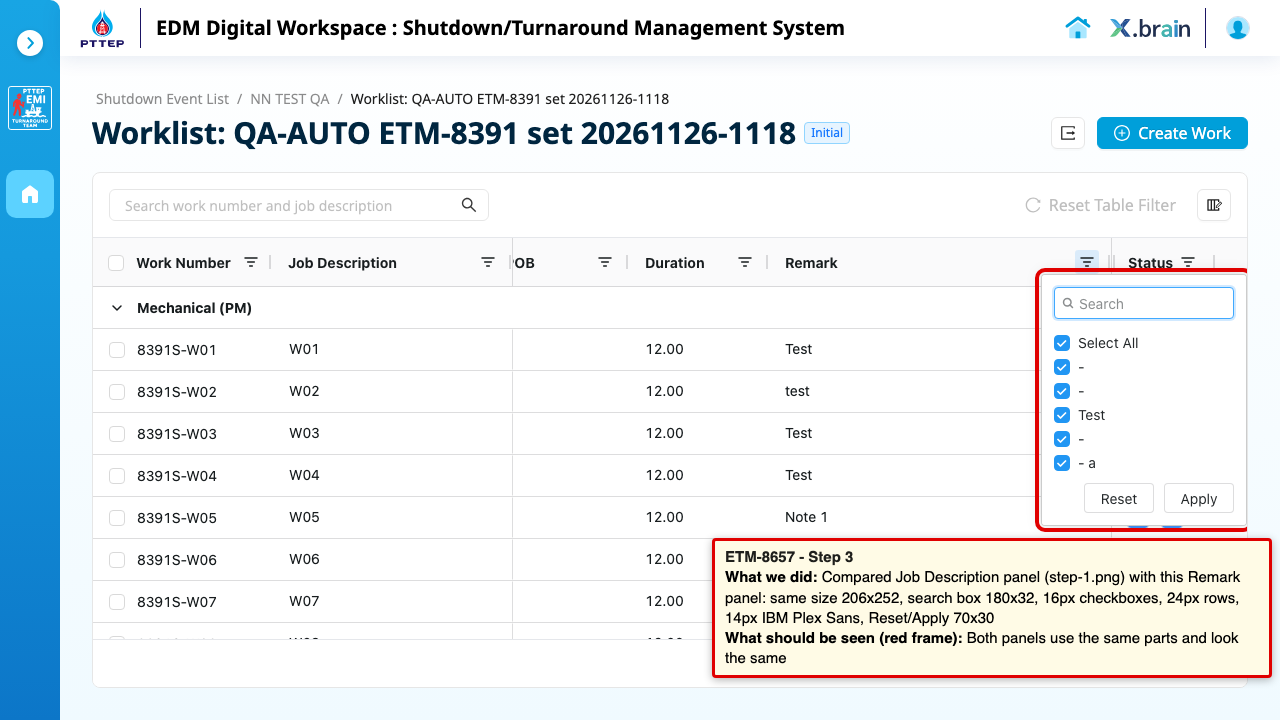 PTTEP
EDM Digital Workspace : Shutdown/Turnaround Management System
X.brain
PTTEP
EMI
TURNAROUND
TEAM
Shutdown Event List / NN TEST QA / Worklist: QA-AUTO ETM-8391 set 20261126-1118
Worklist: QA-AUTO ETM-8391 set 20261126-1118
Initial
Create Work
Search work number and job description
Reset Table Filter
Work Number
Job Description
OB
Duration
Remark
Status
Mechanical (PM)
8391S-W01 W01 12.00 Test
8391S-W02 W02 12.00 test
8391S-W03 W03 12.00 Test
8391S-W04 W04 12.00 Test
8391S-W05 W05 12.00 Note 1
8391S-W06 W06 12.00
8391S-W07 W07 12.00
Search
Select All
-
-
Test
-
- a
Reset Apply
ETM-8657 - Step 3
What we did: Compared Job Description panel (step-1.png) with this Remark
panel: same size 206x252, search box 180x32, 16px checkboxes, 24px rows,
14px IBM Plex Sans, Reset/Apply 70x30
What should be seen (red frame): Both panels use the same parts and look
the same